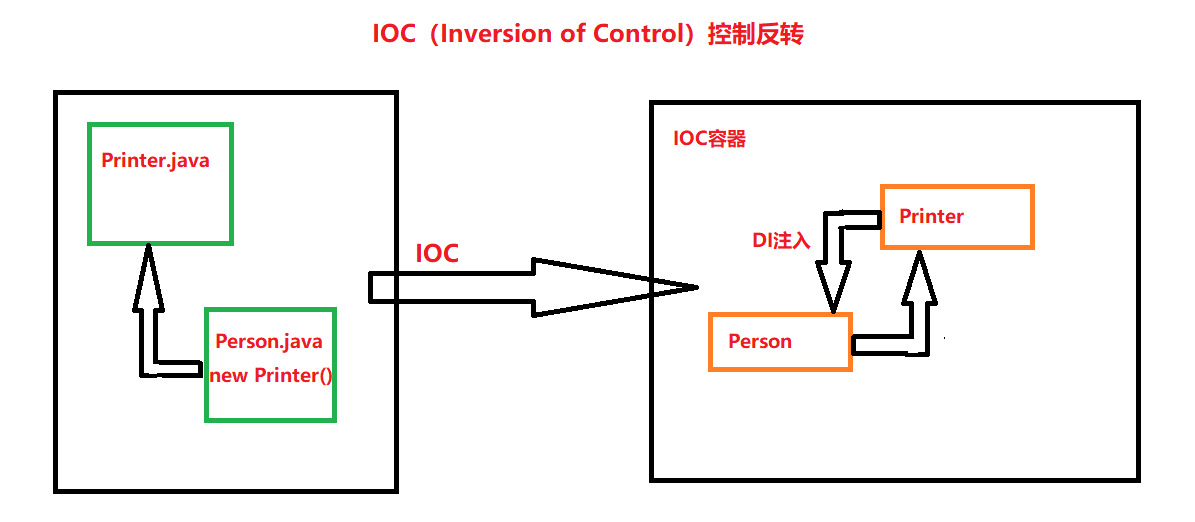 IOC（Inversion of Control）控制反转
Printer.java
Person.java
new Printer()
IOC
IOC容器
Printer
DI注入
Person